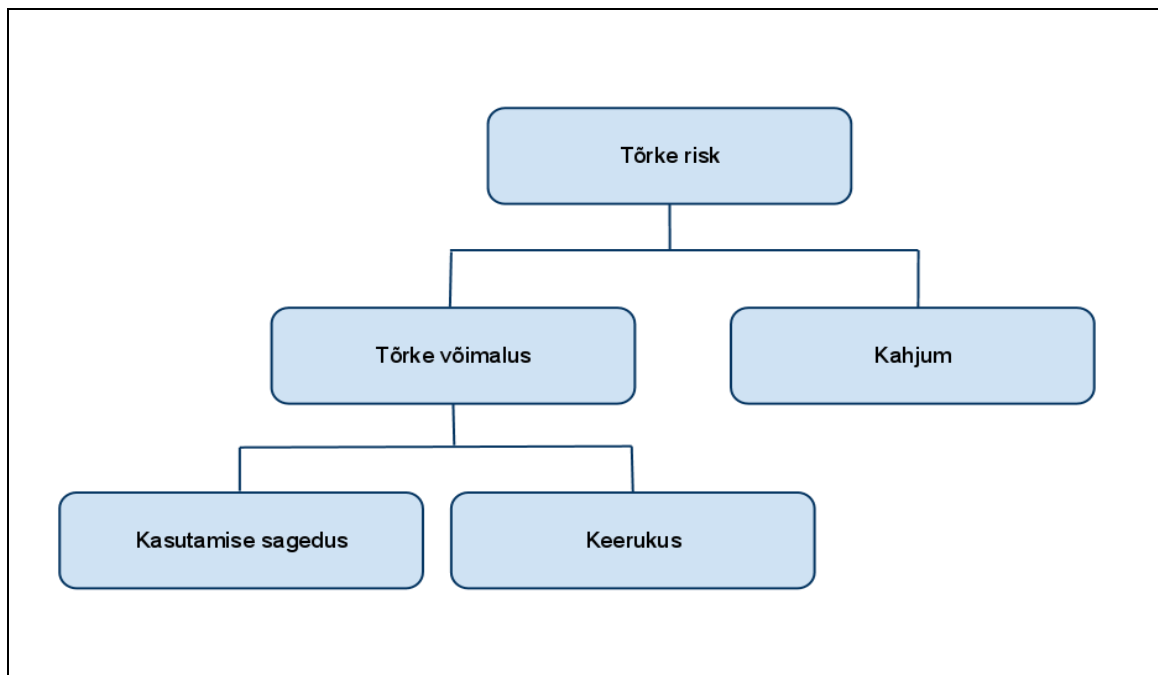 Tõrke risk
Tõrke võimalus
Kahjum
Kasutamise sagedus
Keerukus